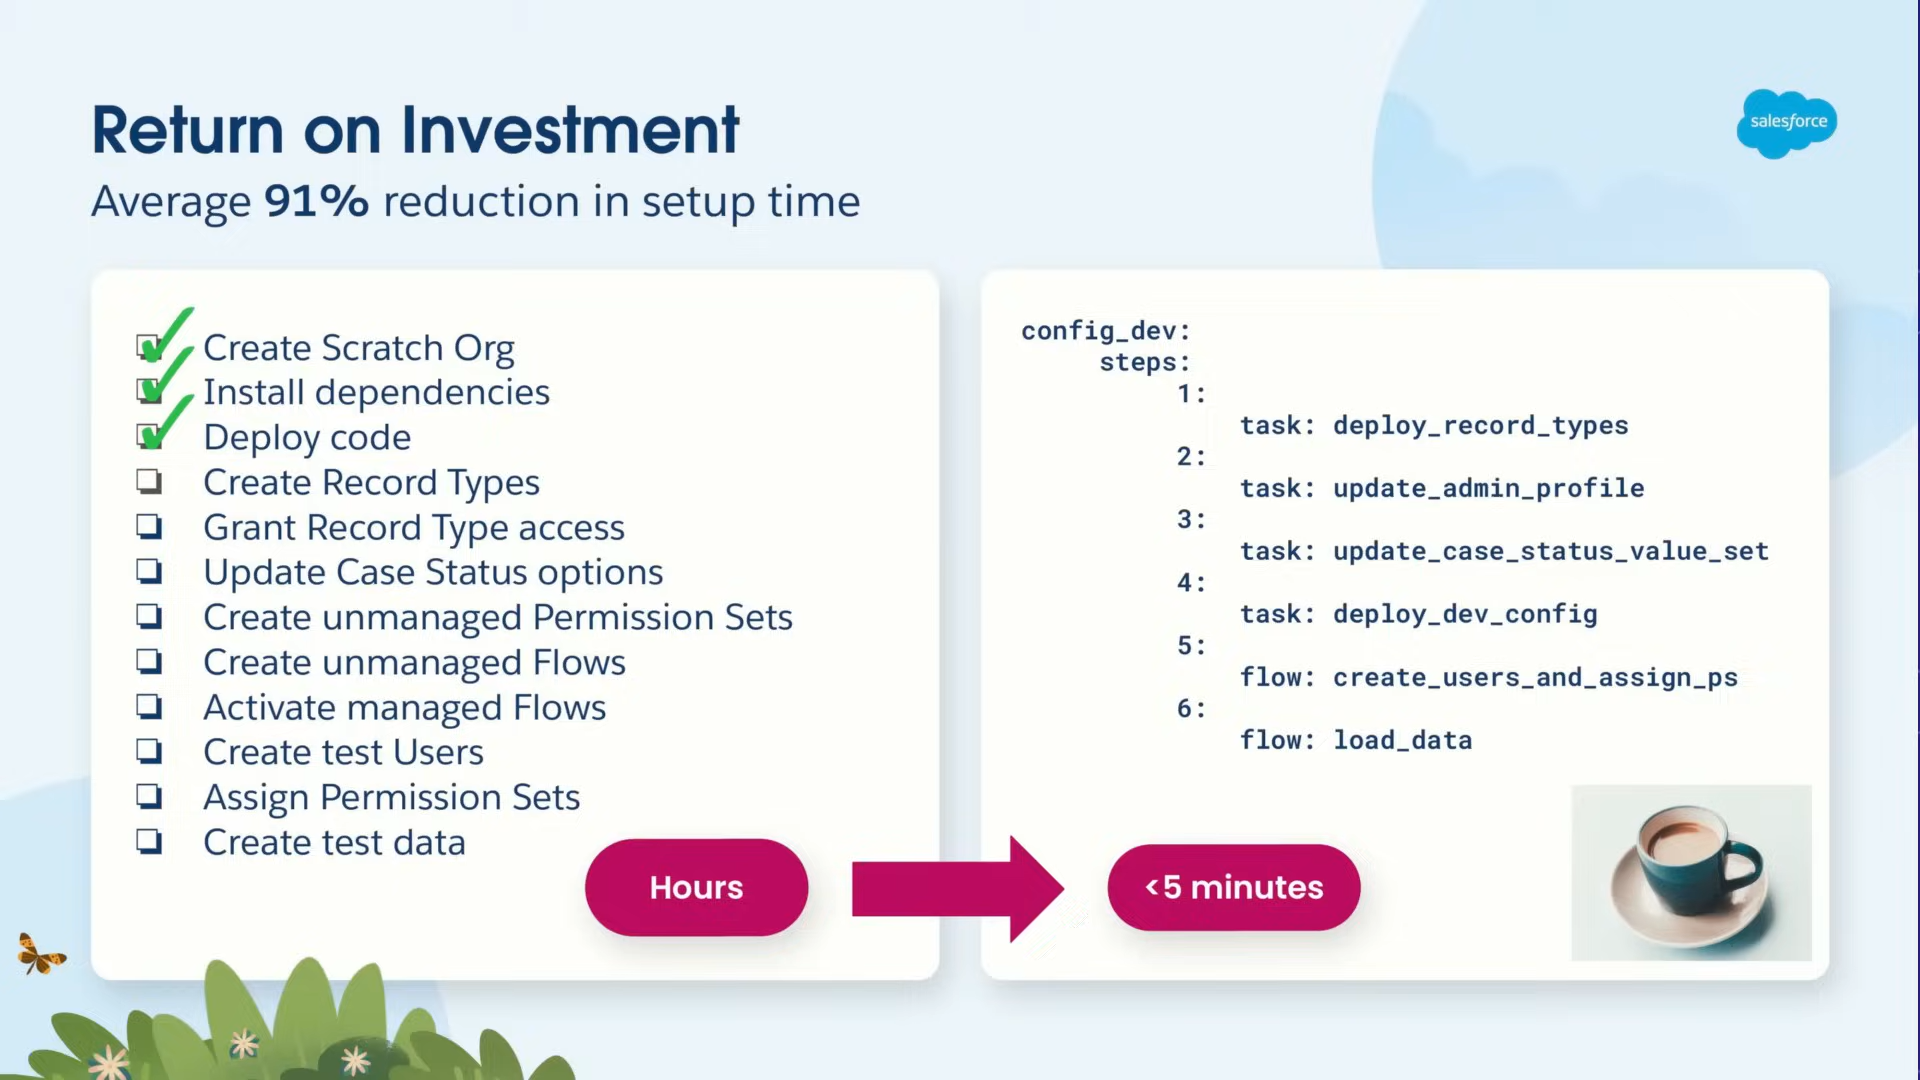 Return on Investment
Average 91% reduction in setup time
salesforce
Create Scratch Org
Install dependencies
Deploy code
Create Record Types
Grant Record Type access
Update Case Status options
Create unmanaged Permission Sets
Create unmanaged Flows
Activate managed Flows
Create test Users
Assign Permission Sets
Create test data
Hours
config_dev:
steps:
1:
task: deploy_record_types
2:
task: update_admin_profile
3:
task: update_case_status_value_set
4:
task: deploy_dev_config
5:
flow: create_users_and_assign_ps
6:
flow: load_data
<5 minutes